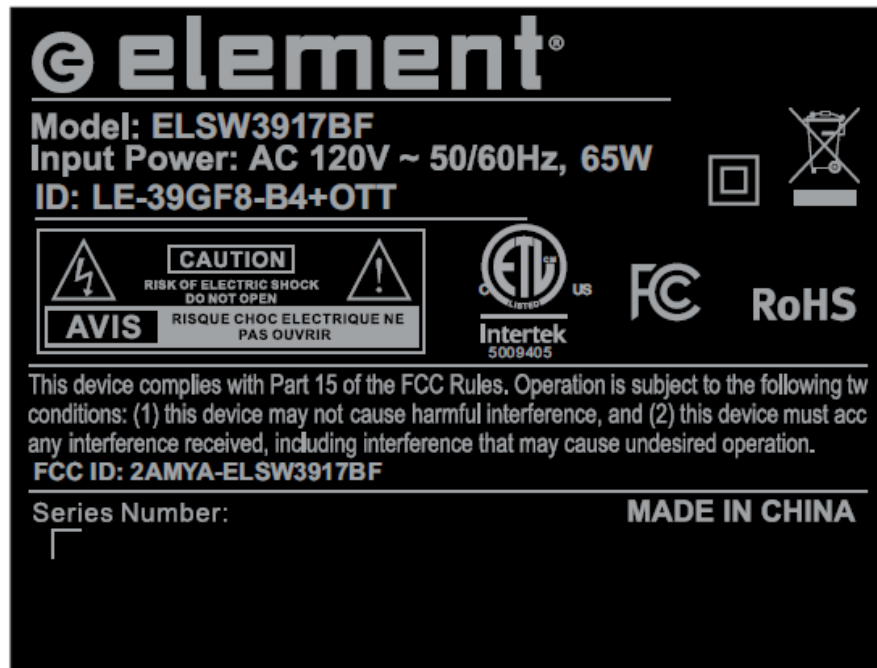 element®
Model: ELSW3917BF
Input Power: AC 120V ~ 50/60Hz, 65W
ID: LE-39GF8-B4+OTT
CAUTION
RISK OF ELECTRIC SHOCK
DO NOT OPEN
AVIS
RISQUE CHOC ELECTRIQUE NE
PAS OUVRIR
C ETL CM US
LISTED
Intertek
5009405
FC
RoHS
This device complies with Part 15 of the FCC Rules. Operation is subject to the following tw
conditions: (1) this device may not cause harmful interference, and (2) this device must acc
any interference received, including interference that may cause undesired operation.
FCC ID: 2AMYA-ELSW3917BF
Series Number:
MADE IN CHINA